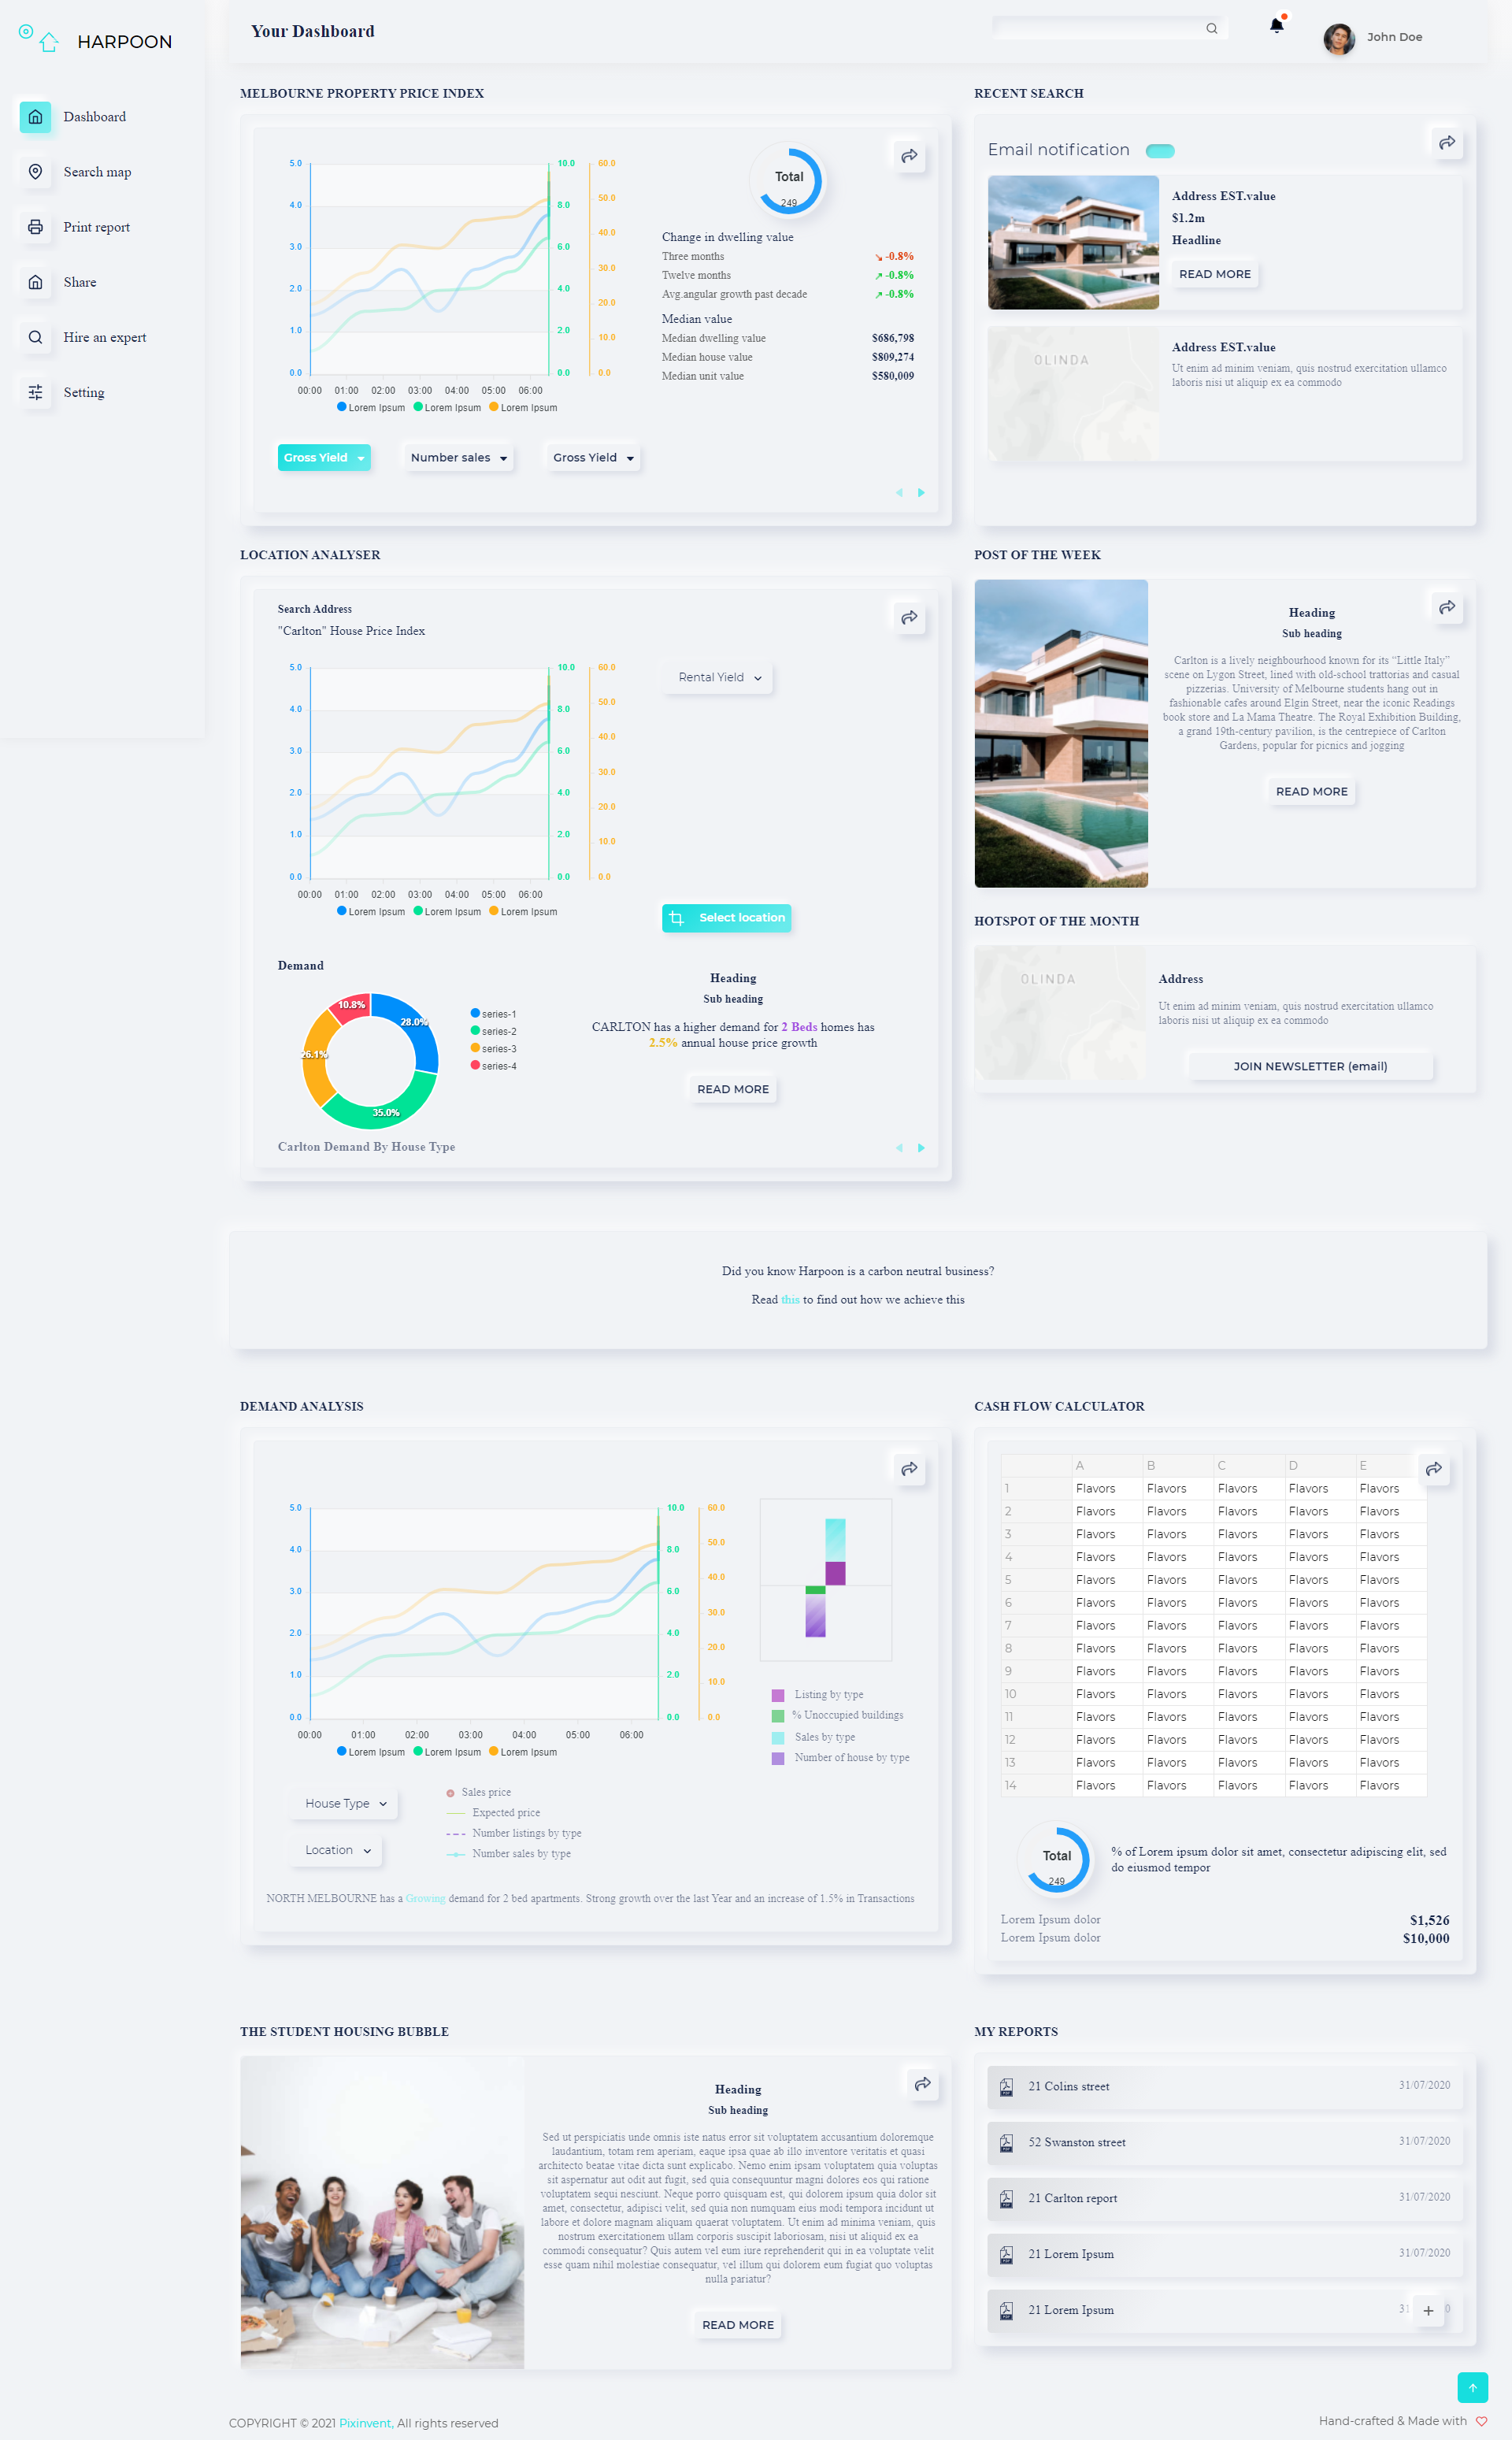 HARPOON
Dashboard
Search map
Print report
Share
Hire an expert
Setting
Your Dashboard
John Doe
MELBOURNE PROPERTY PRICE INDEX
5.0
4.0
3.0
2.0
1.0
0.0
10.0
8.0
6.0
4.0
2.0
0.0
60.0
50.0
40.0
30.0
20.0
10.0
0.0
00:00 01:00 02:00 03:00 04:00 05:00 06:00
Lorem Ipsum Lorem Ipsum Lorem Ipsum
Total
249
Change in dwelling value
Three months -0.8%
Twelve months -0.8%
Avg.angular growth past decade -0.8%
Median value
Median dwelling value $686,798
Median house value $809,274
Median unit value $580,009
Gross Yield Number sales Gross Yield
RECENT SEARCH
Email notification
Address EST.value
$1.2m
Headline
READ MORE
OLINDA
Address EST.value
Ut enim ad minim veniam, quis nostrud exercitation ullamco
laboris nisi ut aliquip ex ea commodo
LOCATION ANALYSER
Search Address
"Carlton" House Price Index
5.0
4.0
3.0
2.0
1.0
0.0
10.0
8.0
6.0
4.0
2.0
0.0
60.0
50.0
40.0
30.0
20.0
10.0
0.0
00:00 01:00 02:00 03:00 04:00 05:00 06:00
Lorem Ipsum Lorem Ipsum Lorem Ipsum
Rental Yield
Select location
Demand
10.8%
28.0%
26.1%
35.0%
series-1
series-2
series-3
series-4
Carlton Demand By House Type
Heading
Sub heading
CARLTON has a higher demand for 2 Beds homes has
2.5% annual house price growth
READ MORE
POST OF THE WEEK
Heading
Sub heading
Carlton is a lively neighbourhood known for its “Little Italy”
scene on Lygon Street, lined with old-school trattorias and casual
pizzerias. University of Melbourne students hang out in
fashionable cafes around Elgin Street, near the iconic Readings
book store and La Mama Theatre. The Royal Exhibition Building,
a grand 19th-century pavilion, is the centrepiece of Carlton
Gardens, popular for picnics and jogging
READ MORE
HOTSPOT OF THE MONTH
OLINDA
Address
Ut enim ad minim veniam, quis nostrud exercitation ullamco
laboris nisi ut aliquip ex ea commodo
JOIN NEWSLETTER (email)
Did you know Harpoon is a carbon neutral business?
Read this to find out how we achieve this
DEMAND ANALYSIS
5.0
4.0
3.0
2.0
1.0
0.0
10.0
8.0
6.0
4.0
2.0
0.0
60.0
50.0
40.0
30.0
20.0
10.0
0.0
00:00 01:00 02:00 03:00 04:00 05:00 06:00
Lorem Ipsum Lorem Ipsum Lorem Ipsum
Listing by type
% Unoccupied buildings
Sales by type
Number of house by type
House Type
Location
Sales price
Expected price
Number listings by type
Number sales by type
NORTH MELBOURNE has a Growing demand for 2 bed apartments. Strong growth over the last Year and an increase of 1.5% in Transactions
CASH FLOW CALCULATOR
A B C D E
1 Flavors Flavors Flavors Flavors Flavors
2 Flavors Flavors Flavors Flavors Flavors
3 Flavors Flavors Flavors Flavors Flavors
4 Flavors Flavors Flavors Flavors Flavors
5 Flavors Flavors Flavors Flavors Flavors
6 Flavors Flavors Flavors Flavors Flavors
7 Flavors Flavors Flavors Flavors Flavors
8 Flavors Flavors Flavors Flavors Flavors
9 Flavors Flavors Flavors Flavors Flavors
10 Flavors Flavors Flavors Flavors Flavors
11 Flavors Flavors Flavors Flavors Flavors
12 Flavors Flavors Flavors Flavors Flavors
13 Flavors Flavors Flavors Flavors Flavors
14 Flavors Flavors Flavors Flavors Flavors
Total
249
% of Lorem ipsum dolor sit amet, consectetur adipiscing elit, sed
do eiusmod tempor
Lorem Ipsum dolor $1,526
Lorem Ipsum dolor $10,000
THE STUDENT HOUSING BUBBLE
Heading
Sub heading
Sed ut perspiciatis unde omnis iste natus error sit voluptatem accusantium doloremque
laudantium, totam rem aperiam, eaque ipsa quae ab illo inventore veritatis et quasi
architecto beatae vitae dicta sunt explicabo. Nemo enim ipsam voluptatem quia voluptas
sit aspernatur aut odit aut fugit, sed quia consequuntur magni dolores eos qui ratione
voluptatem sequi nesciunt. Neque porro quisquam est, qui dolorem ipsum quia dolor sit
amet, consectetur, adipisci velit, sed quia non numquam eius modi tempora incidunt ut
labore et dolore magnam aliquam quaerat voluptatem. Ut enim ad minima veniam, quis
nostrum exercitationem ullam corporis suscipit laboriosam, nisi ut aliquid ex ea
commodi consequatur? Quis autem vel eum iure reprehenderit qui in ea voluptate velit
esse quam nihil molestiae consequatur, vel illum qui dolorem eum fugiat quo voluptas
nulla pariatur?
READ MORE
MY REPORTS
21 Colins street 31/07/2020
52 Swanston street 31/07/2020
21 Carlton report 31/07/2020
21 Lorem Ipsum 31/07/2020
21 Lorem Ipsum
COPYRIGHT © 2021 Pixinvent, All rights reserved
Hand-crafted & Made with